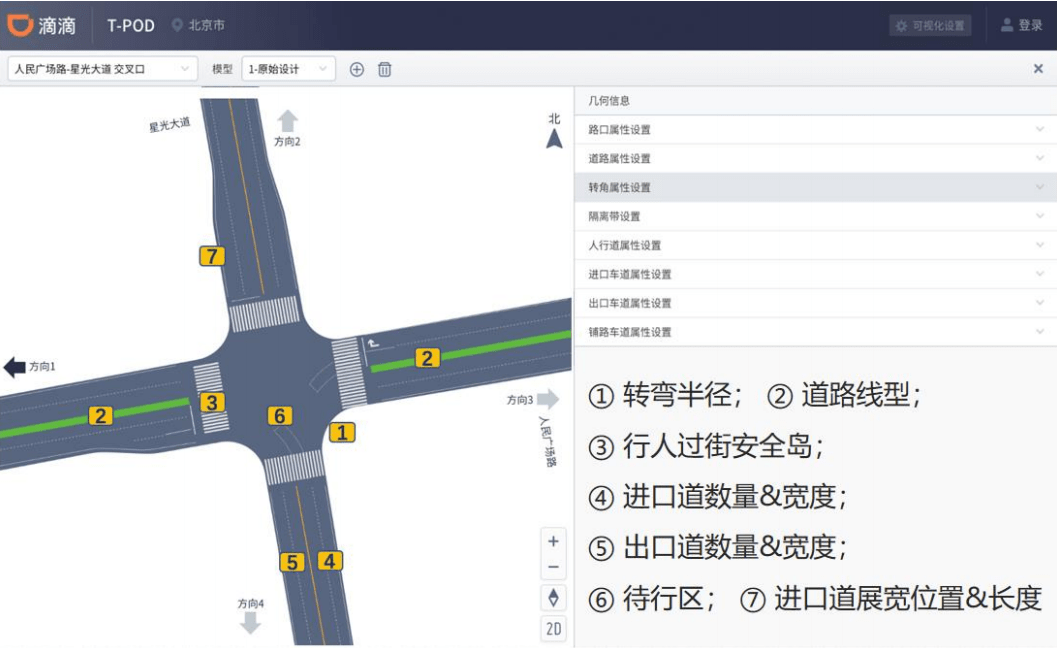 滴滴 T-POD 北京市 可视化设置 登录
人民广场路-星光大道 交叉口 模型 1-原始设计
几何信息
路口属性设置
道路属性设置
转角属性设置
隔离带设置
人行道属性设置
进口车道属性设置
出口车道属性设置
铺路车道属性设置
星光大道
方向2
北
7
方向1
2
2
3
6
1
方向3
人民广场路
5 4
方向4
+
−
2D
① 转弯半径； ② 道路线型；
③ 行人过街安全岛；
④ 进口道数量&宽度；
⑤ 出口道数量&宽度；
⑥ 待行区； ⑦ 进口道展宽位置&长度